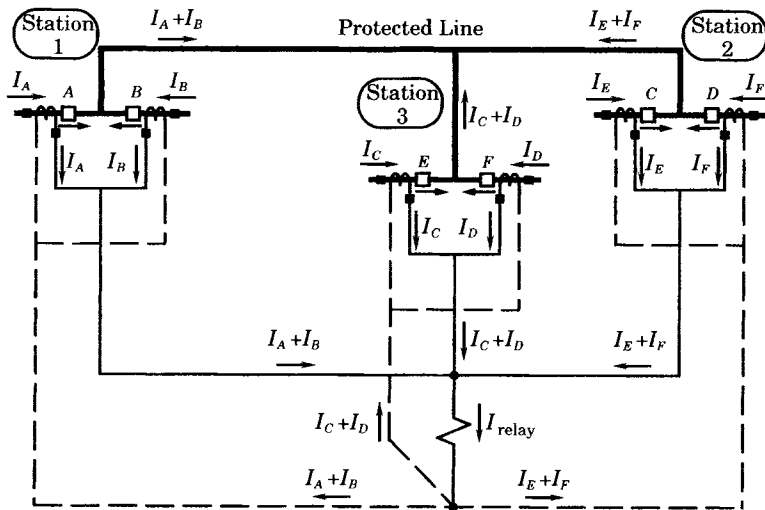 Station
1
I_A+I_B
Protected Line
I_E+I_F
Station
2
I_A
A
B
I_B
Station
3
I_C+I_D
I_E
C
D
I_F
I_A
I_B
I_C
E
F
I_D
I_E
I_F
I_C
I_D
I_A+I_B
I_C+I_D
I_E+I_F
I_C+I_D
I_relay
I_A+I_B
I_E+I_F